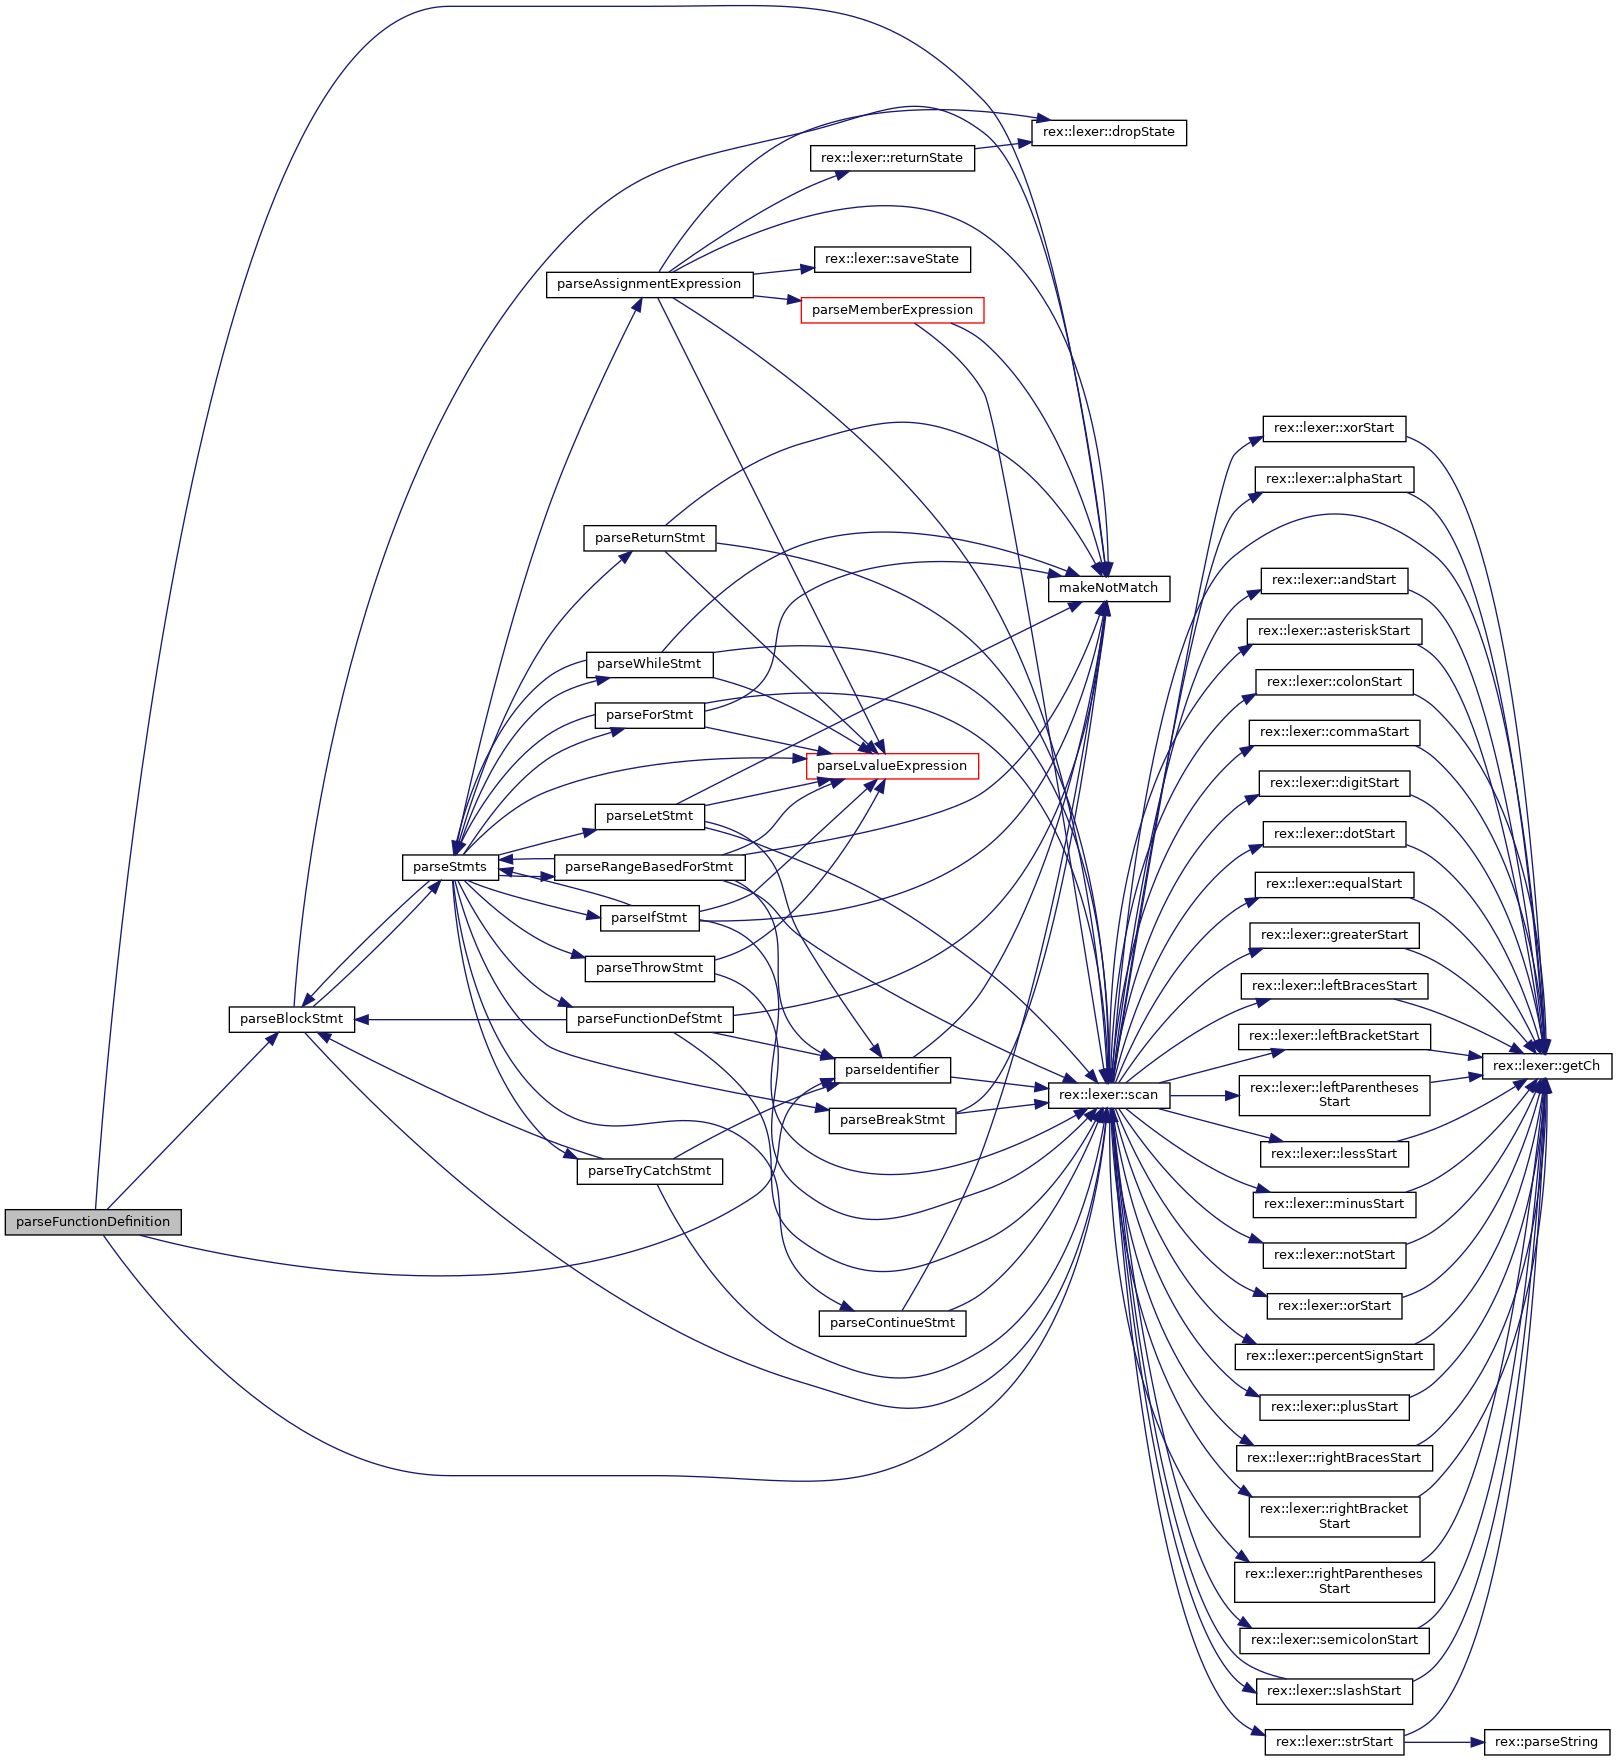 rex::lexer::dropState
rex::lexer::returnState
rex::lexer::saveState
parseAssignmentExpression
parseMemberExpression
rex::lexer::xorStart
rex::lexer::alphaStart
parseReturnStmt
rex::lexer::andStart
makeNotMatch
rex::lexer::asteriskStart
parseWhileStmt
rex::lexer::colonStart
parseForStmt
rex::lexer::commaStart
parseLvalueExpression
rex::lexer::digitStart
parseLetStmt
rex::lexer::dotStart
parseStmts
parseRangeBasedForStmt
rex::lexer::equalStart
parseIfStmt
rex::lexer::greaterStart
parseThrowStmt
rex::lexer::leftBracesStart
parseBlockStmt
parseFunctionDefStmt
rex::lexer::leftBracketStart
parseIdentifier
rex::lexer::getCh
rex::lexer::scan
rex::lexer::leftParentheses
Start
parseBreakStmt
rex::lexer::lessStart
parseTryCatchStmt
rex::lexer::minusStart
parseFunctionDefinition
rex::lexer::notStart
rex::lexer::orStart
parseContinueStmt
rex::lexer::percentSignStart
rex::lexer::plusStart
rex::lexer::rightBracesStart
rex::lexer::rightBracket
Start
rex::lexer::rightParentheses
Start
rex::lexer::semicolonStart
rex::lexer::slashStart
rex::lexer::strStart
rex::parseString